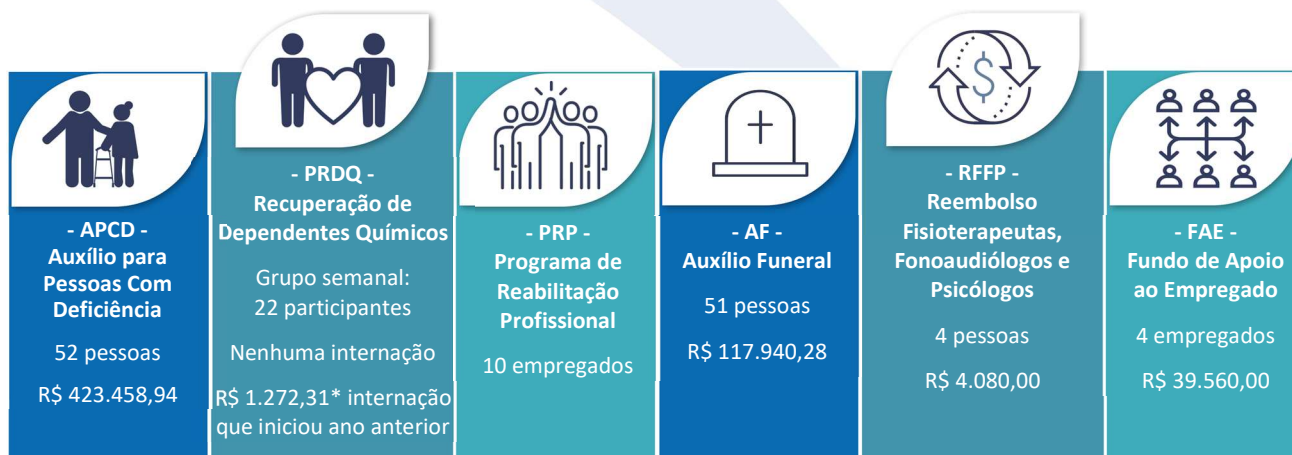 - APCD -
Auxílio para
Pessoas Com
Deficiência
52 pessoas
R$ 423.458,94
- PRDQ -
Recuperação de
Dependentes Químicos
Grupo semanal:
22 participantes
Nenhuma internação
R$ 1.272,31* internação
que iniciou ano anterior
- PRP -
Programa de
Reabilitação
Profissional
10 empregados
- AF -
Auxílio Funeral
51 pessoas
R$ 117.940,28
- RFFP -
Reembolso
Fisioterapeutas,
Fonoaudiólogos e
Psicólogos
4 pessoas
R$ 4.080,00
- FAE -
Fundo de Apoio
ao Empregado
4 empregados
R$ 39.560,00